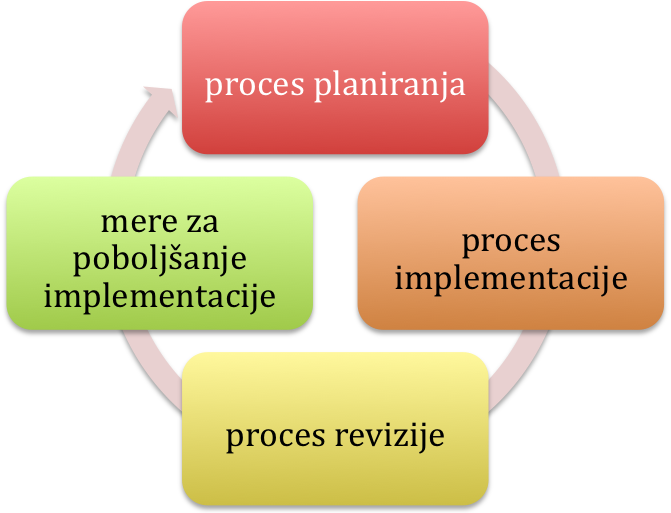 proces planiranja
proces
implementacije
proces revizije
mere za
poboljšanje
implementacije